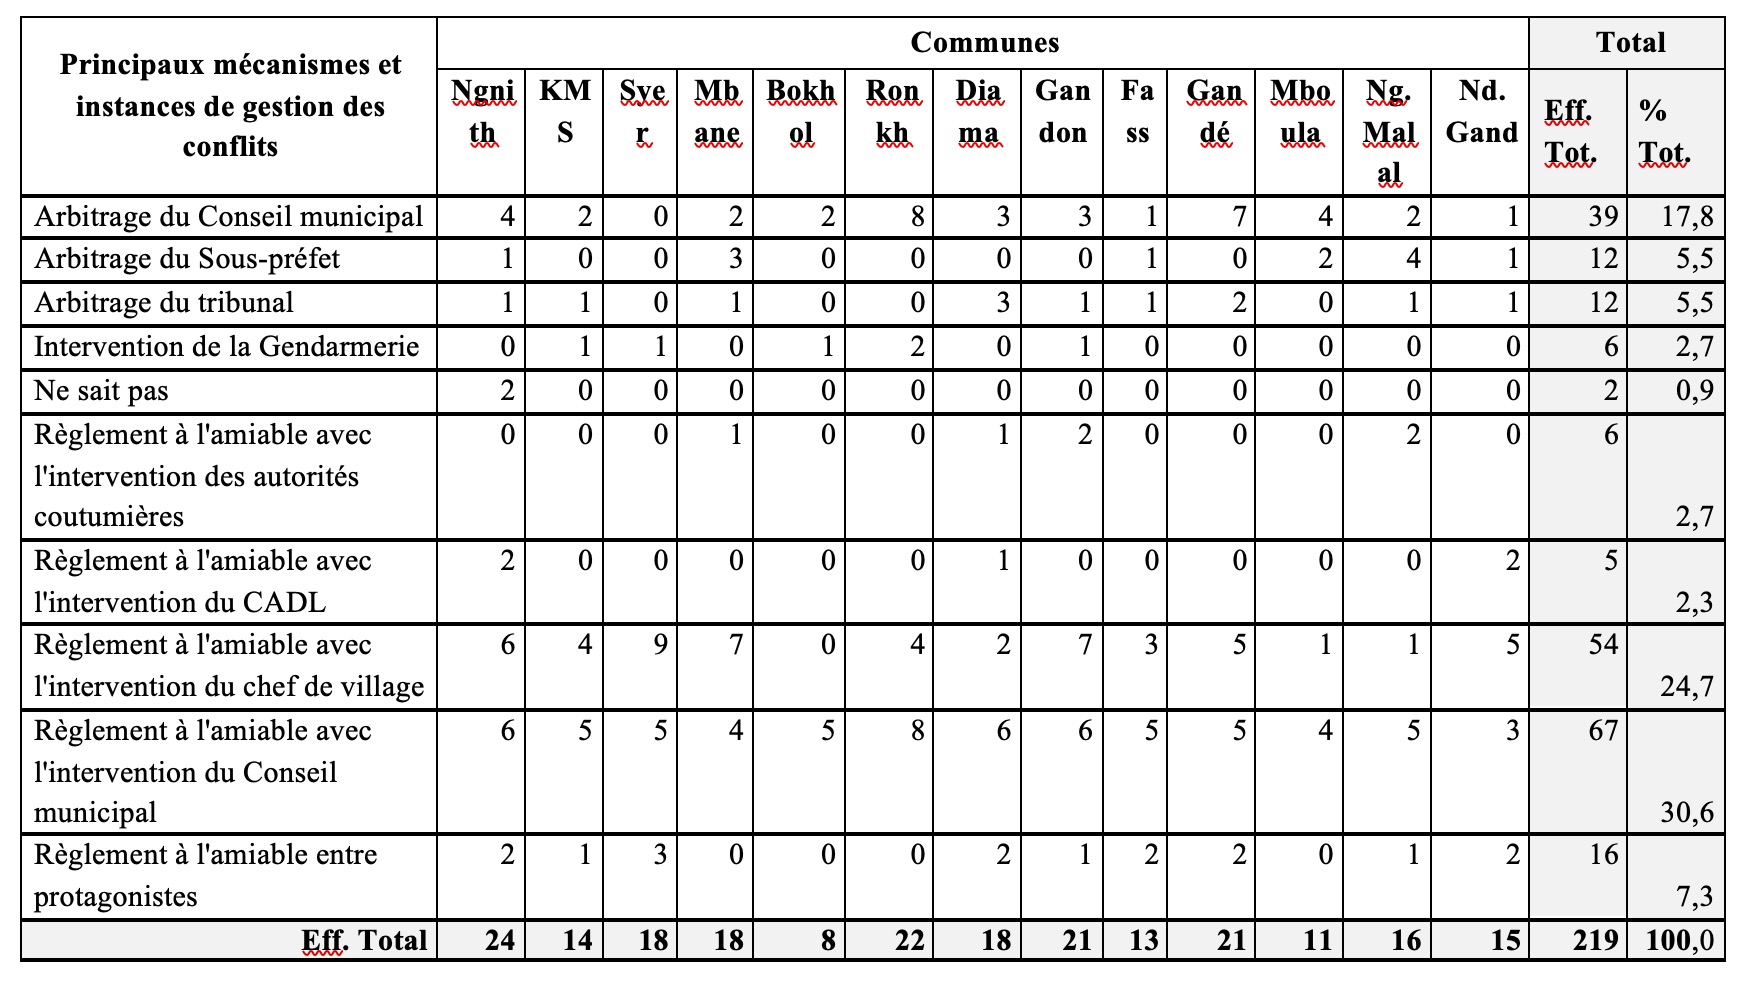 Principaux mécanismes et instances de gestion des conflits | Communes | Total
Ngnith | KMS | Syer | Mbane | Bokhol | Ronkh | Diama | Gandon | Fass | Gandé | Mboula | Ng. Malal | Nd. Gand | Eff. Tot. | % Tot.
Arbitrage du Conseil municipal | 4 | 2 | 0 | 2 | 2 | 8 | 3 | 3 | 1 | 7 | 4 | 2 | 1 | 39 | 17,8
Arbitrage du Sous-préfet | 1 | 0 | 0 | 3 | 0 | 0 | 0 | 0 | 1 | 0 | 2 | 4 | 1 | 12 | 5,5
Arbitrage du tribunal | 1 | 1 | 0 | 1 | 0 | 0 | 3 | 1 | 1 | 2 | 0 | 1 | 1 | 12 | 5,5
Intervention de la Gendarmerie | 0 | 1 | 1 | 0 | 1 | 2 | 0 | 1 | 0 | 0 | 0 | 0 | 0 | 6 | 2,7
Ne sait pas | 2 | 0 | 0 | 0 | 0 | 0 | 0 | 0 | 0 | 0 | 0 | 0 | 0 | 2 | 0,9
Règlement à l'amiable avec l'intervention des autorités coutumières | 0 | 0 | 0 | 1 | 0 | 0 | 1 | 2 | 0 | 0 | 0 | 2 | 0 | 6 | 2,7
Règlement à l'amiable avec l'intervention du CADL | 2 | 0 | 0 | 0 | 0 | 0 | 1 | 0 | 0 | 0 | 0 | 0 | 2 | 5 | 2,3
Règlement à l'amiable avec l'intervention du chef de village | 6 | 4 | 9 | 7 | 0 | 4 | 2 | 7 | 3 | 5 | 1 | 1 | 5 | 54 | 24,7
Règlement à l'amiable avec l'intervention du Conseil municipal | 6 | 5 | 5 | 4 | 5 | 8 | 6 | 6 | 5 | 5 | 4 | 5 | 3 | 67 | 30,6
Règlement à l'amiable entre protagonistes | 2 | 1 | 3 | 0 | 0 | 0 | 2 | 1 | 2 | 2 | 0 | 1 | 2 | 16 | 7,3
Eff. Total | 24 | 14 | 18 | 18 | 8 | 22 | 18 | 21 | 13 | 21 | 11 | 16 | 15 | 219 | 100,0